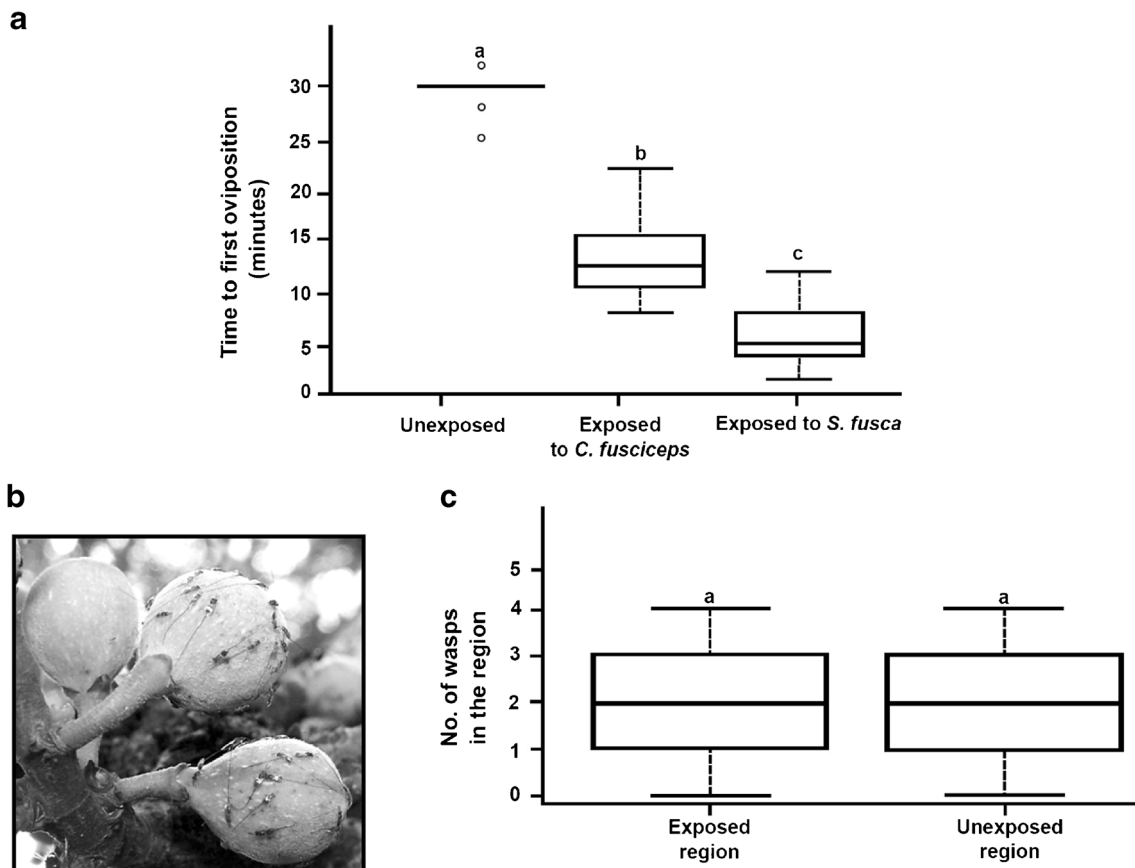 a
Time to first oviposition
(minutes)
30
25
20
15
10
5
0
a
b
c
Unexposed
Exposed
to C. fusciceps
Exposed to S. fusca
b
c
No. of wasps
in the region
5
4
3
2
1
0
a
a
Exposed
region
Unexposed
region